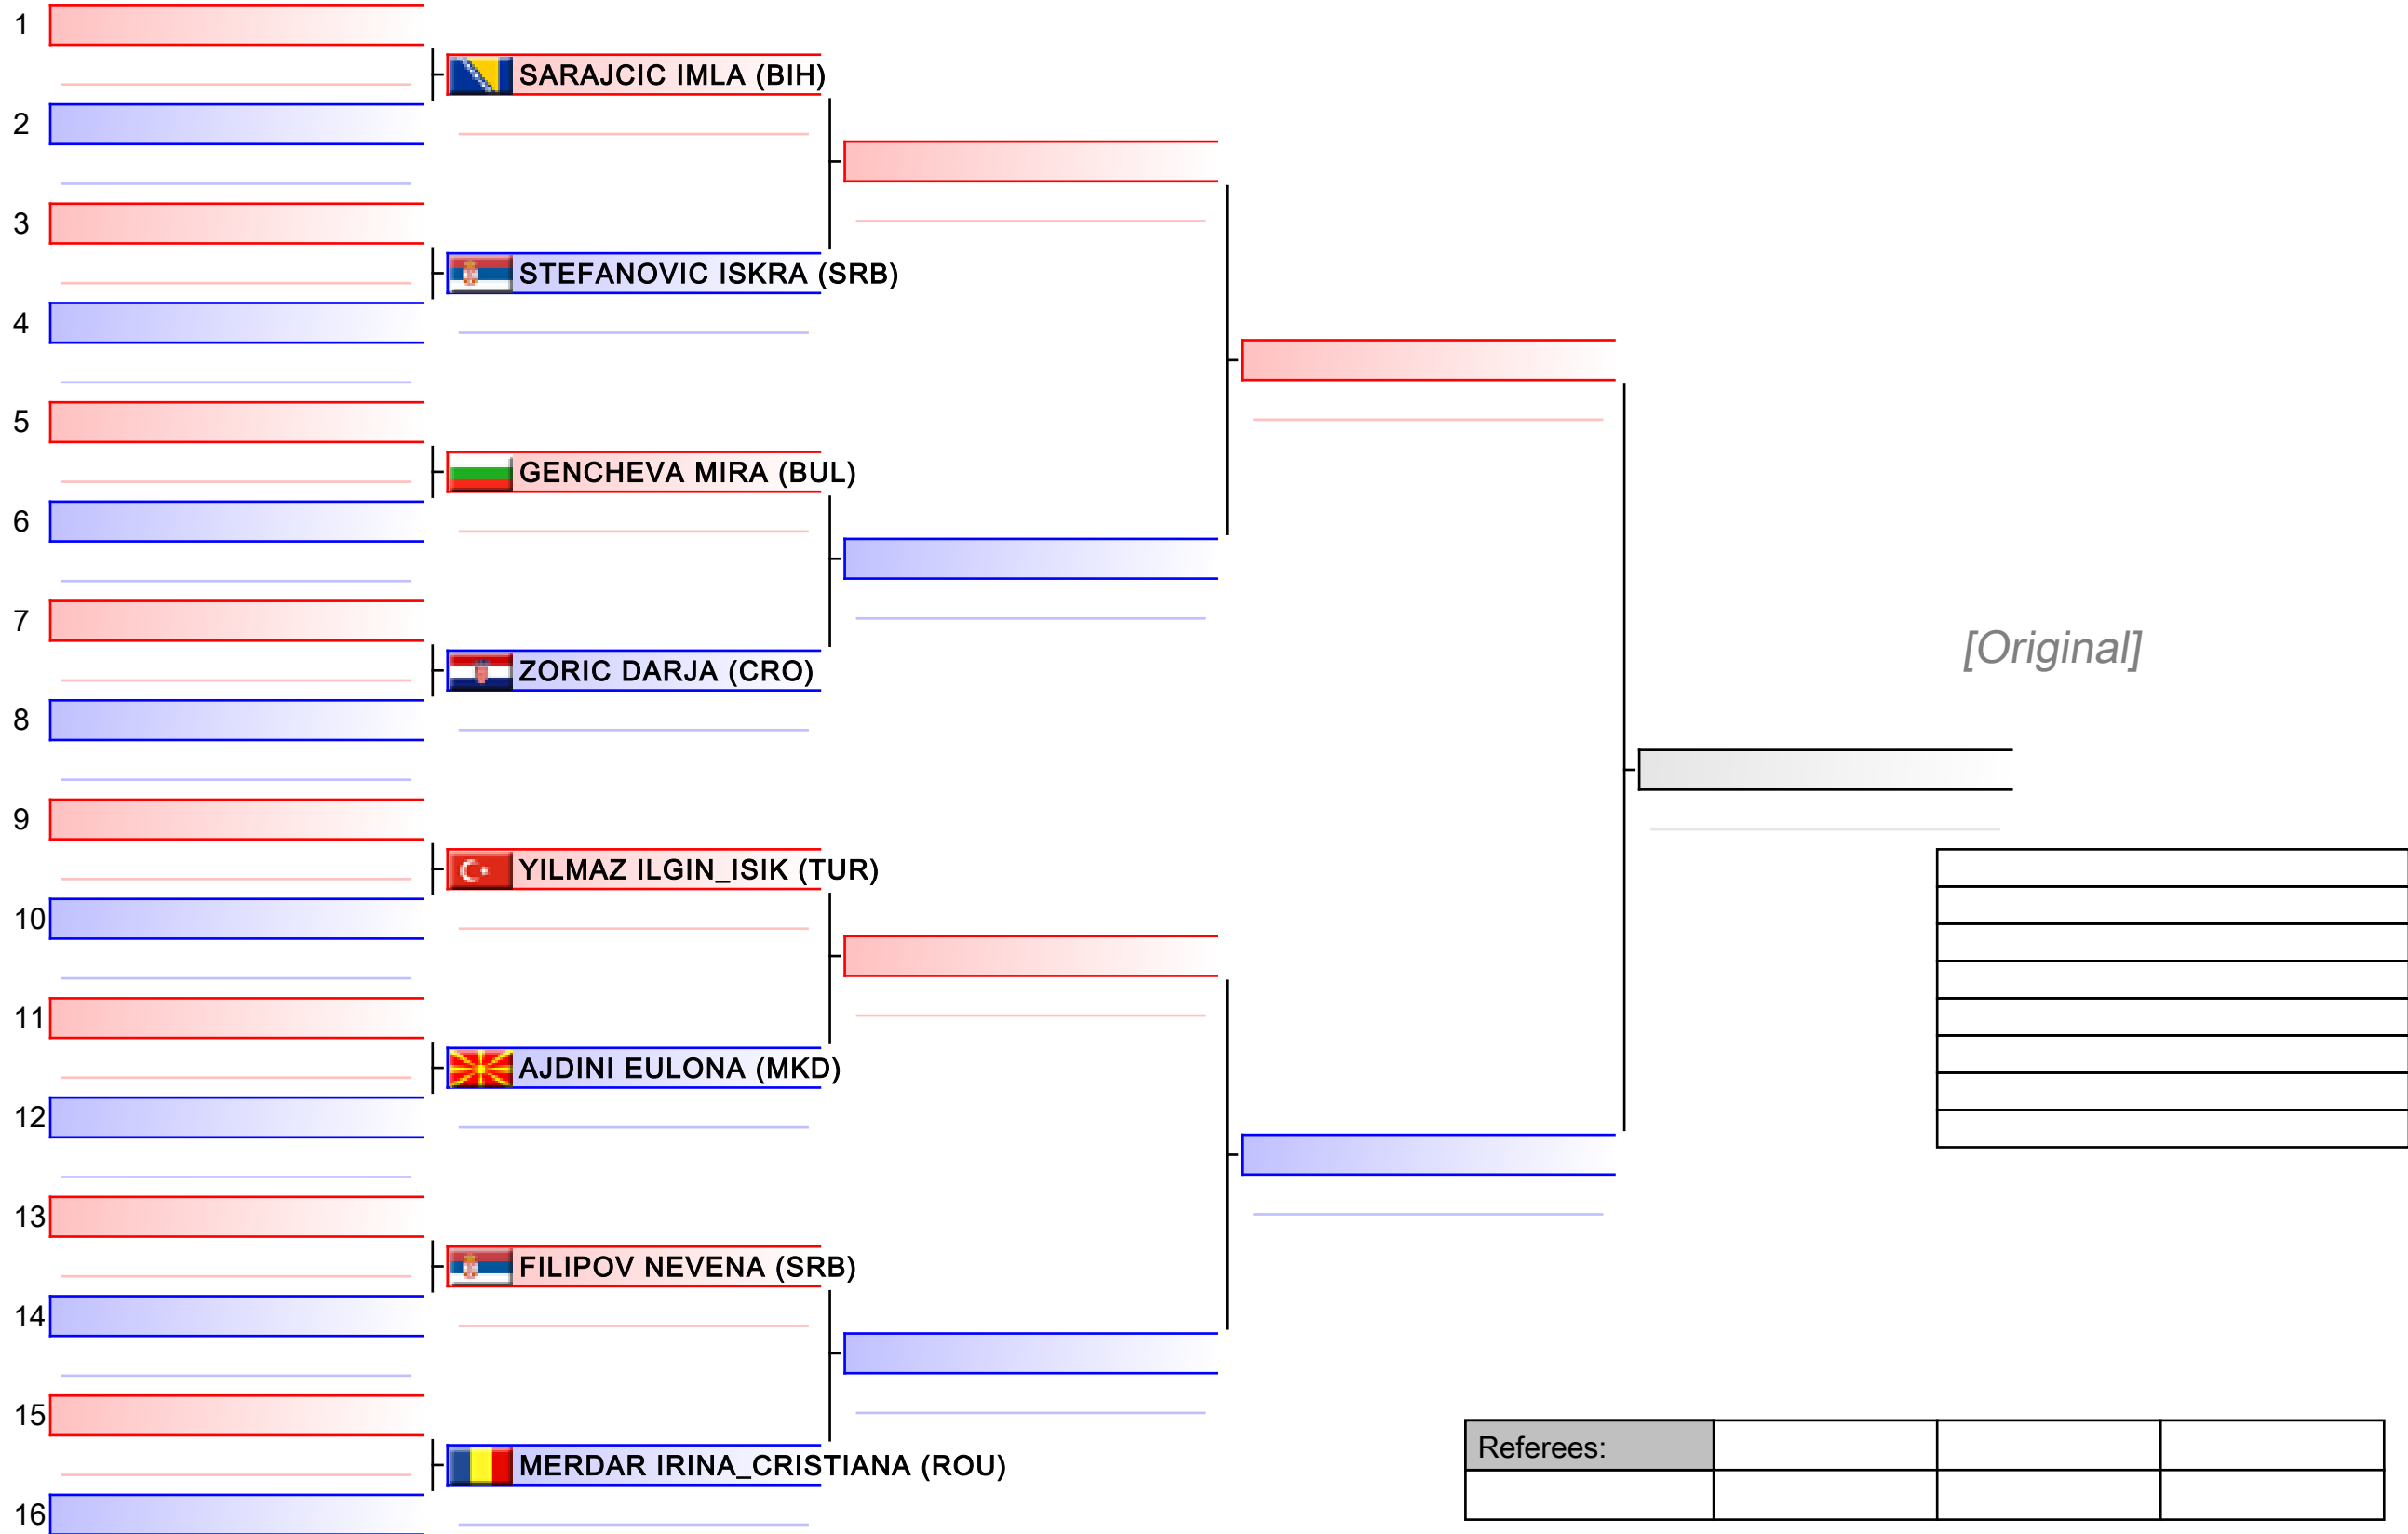 1
SARAJCIC IMLA (BIH)
2
3
STEFANOVIC ISKRA (SRB)
4
5
GENCHEVA MIRA (BUL)
6
7
[Original]
ZORIC DARJA (CRO)
8
9
YILMAZ ILGIN_ISIK (TUR)
10
11
AJDINI EULONA (MKD)
12
13
FILIPOV NEVENA (SRB)
14
15
Referees:
MERDAR IRINA_CRISTIANA (ROU)
16